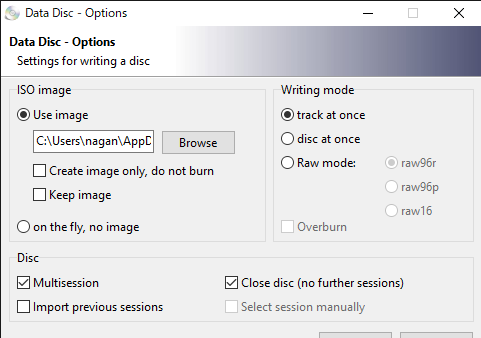 Data Disc - Options
Data Disc - Options
Settings for writing a disc
ISO image
Use image
C:\Users\nagan\AppD
Browse
Create image only, do not burn
Keep image
on the fly, no image
Writing mode
track at once
disc at once
Raw mode:
raw96r
raw96p
raw16
Overburn
Disc
Multisession
Close disc (no further sessions)
Import previous sessions
Select session manually